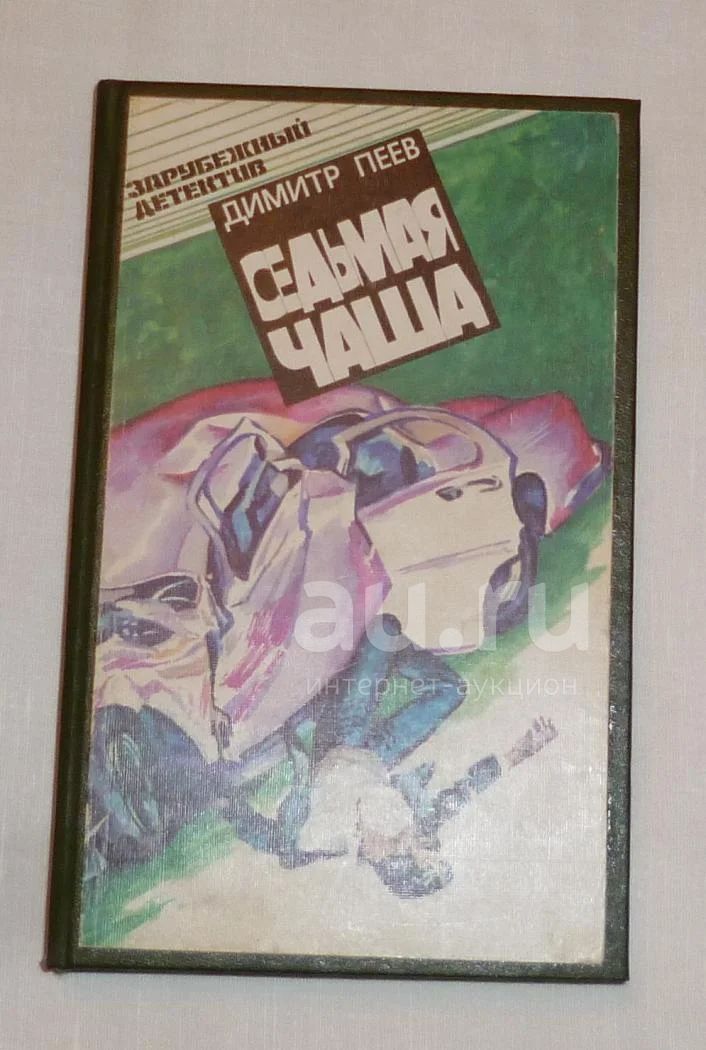 ЗАРУБЕЖНЫЙ
ДЕТЕКТИВ
ДИМИТР ПЕЕВ
СЕДЬМАЯ
ЧАША
au.ru
интернет-аукцион